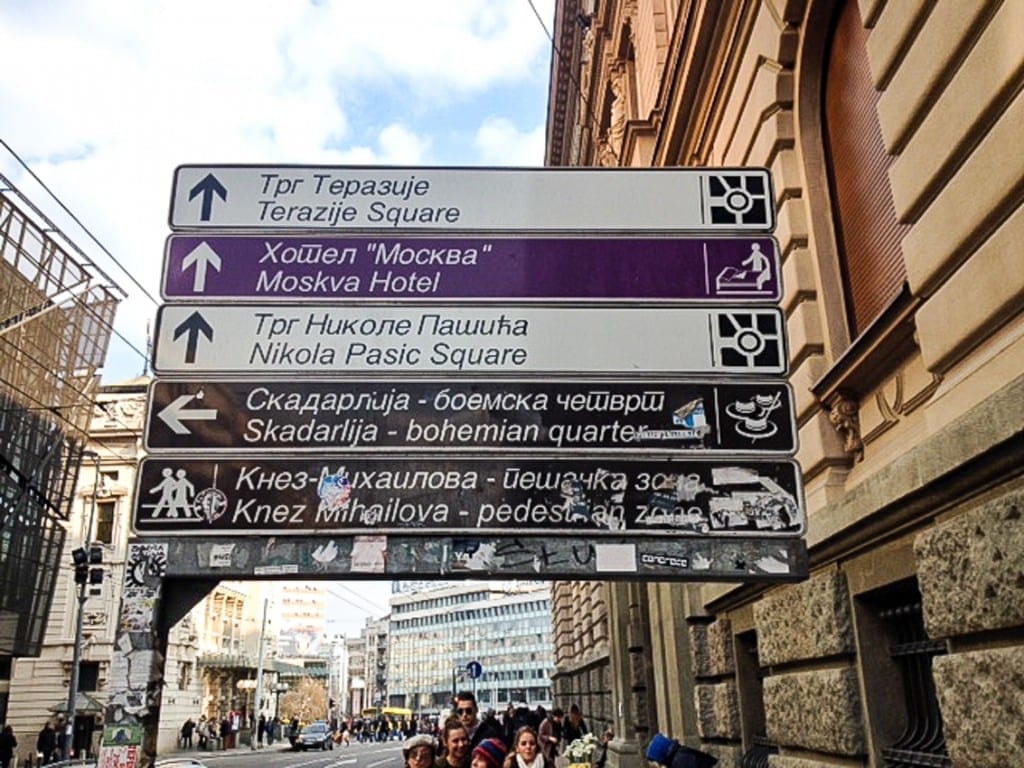 Трг Теразије
Terazije Square
Хотел "Москва"
Moskva Hotel
Трг Николе Пашића
Nikola Pasic Square
Скадарлија - боемска четврт
Skadarlija - bohemian quarter
Кнез Михаилова - пешачка зона
Knez Mihailova - pedestrian zone